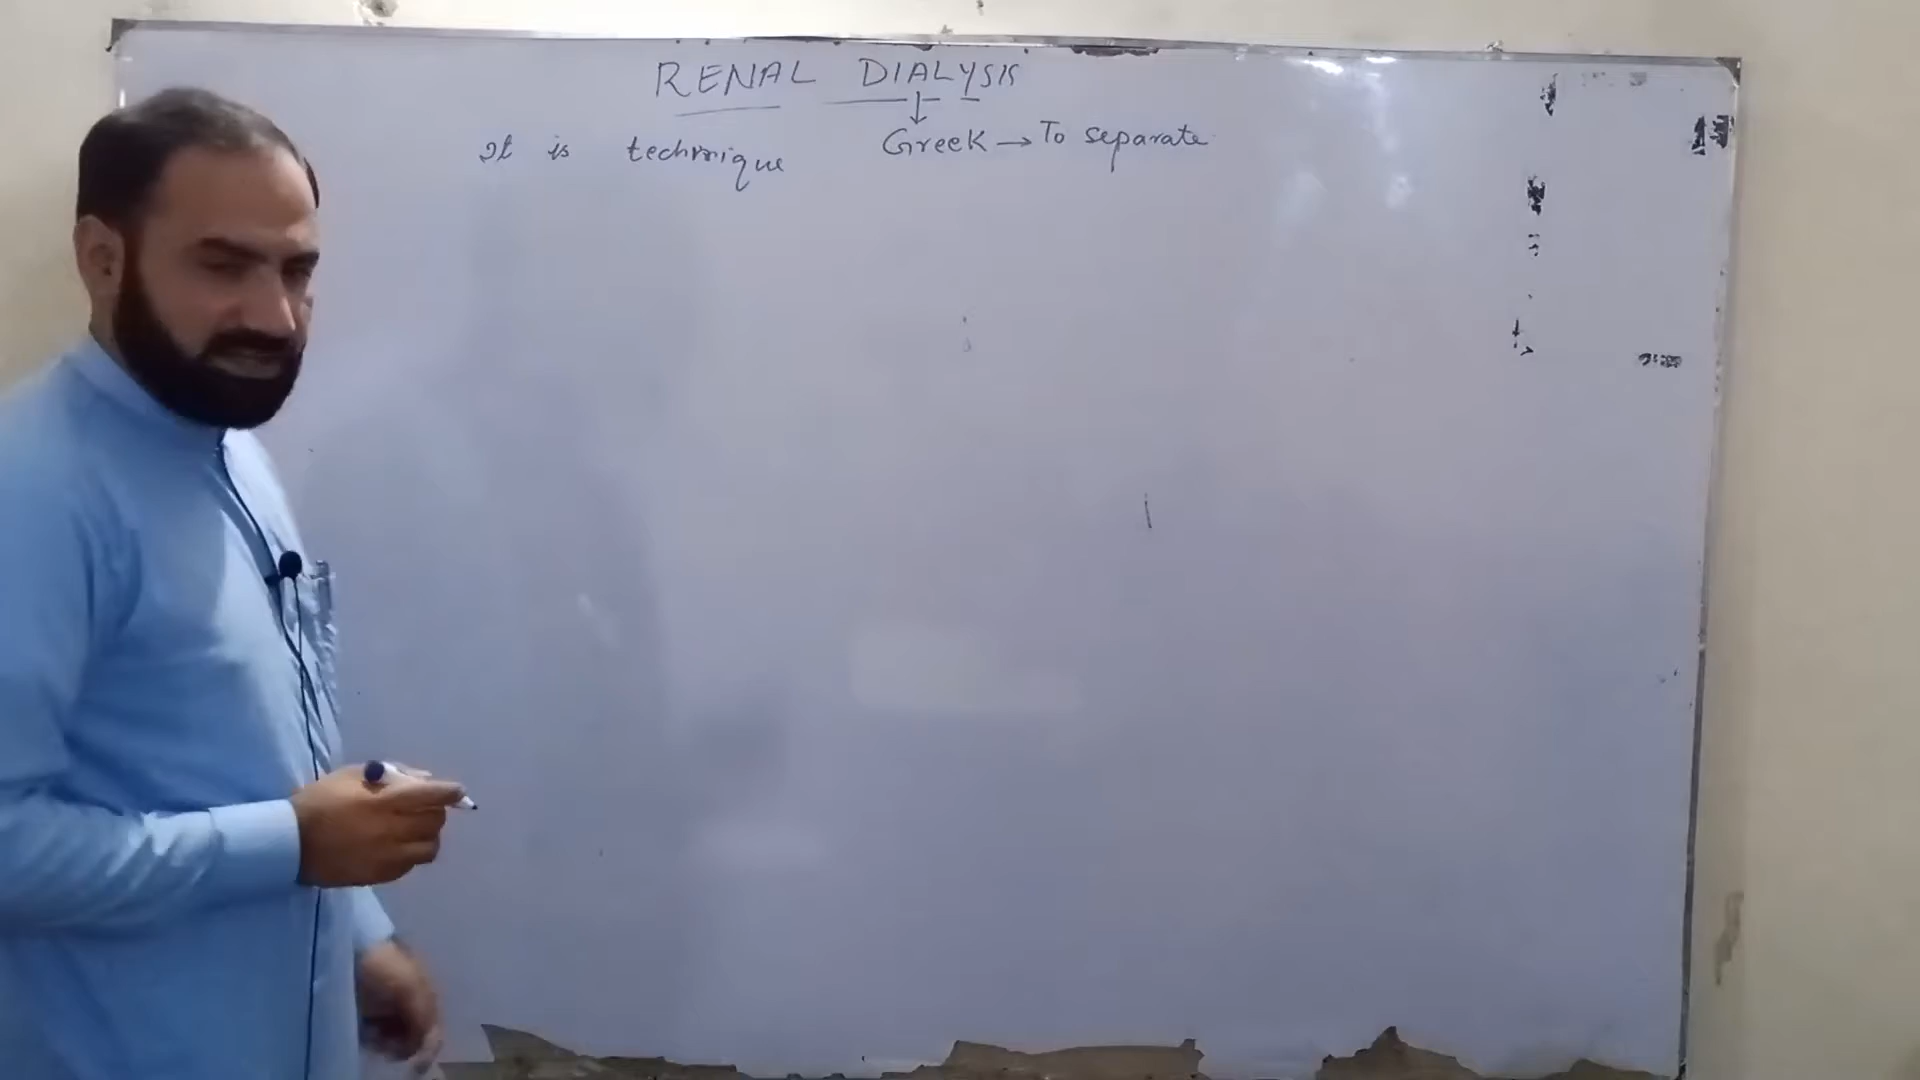 RENAL DIALYSIS
Greek → To separate
It is technique